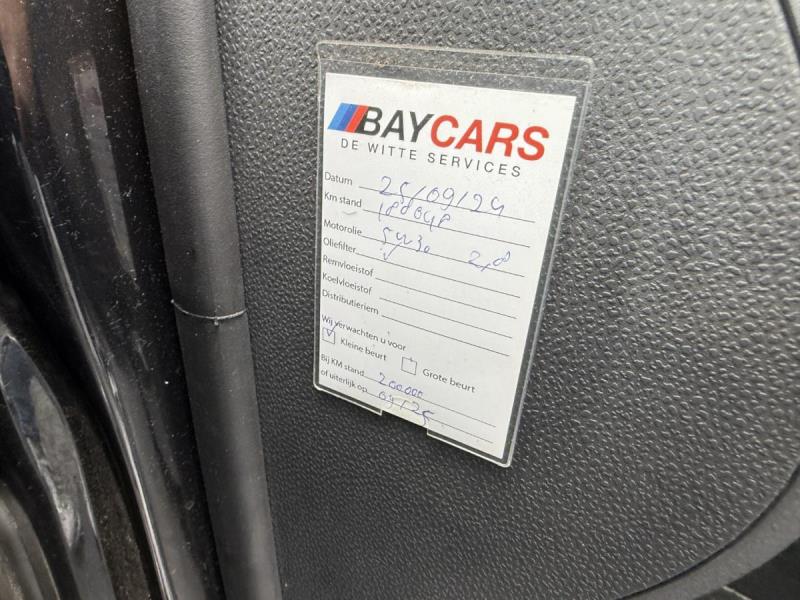 BAYCARS
DE WITTE SERVICES
Datum 25/09/24
Km stand 188048
Motorolie 5W30 2,8
Oliefilter ✓
Remvloeistof
Koelvloeistof
Distributieriem
Wij verwachten u voor
☑ Kleine beurt ☐ Grote beurt
Bij KM stand 200000
of uiterlijk op 09/25